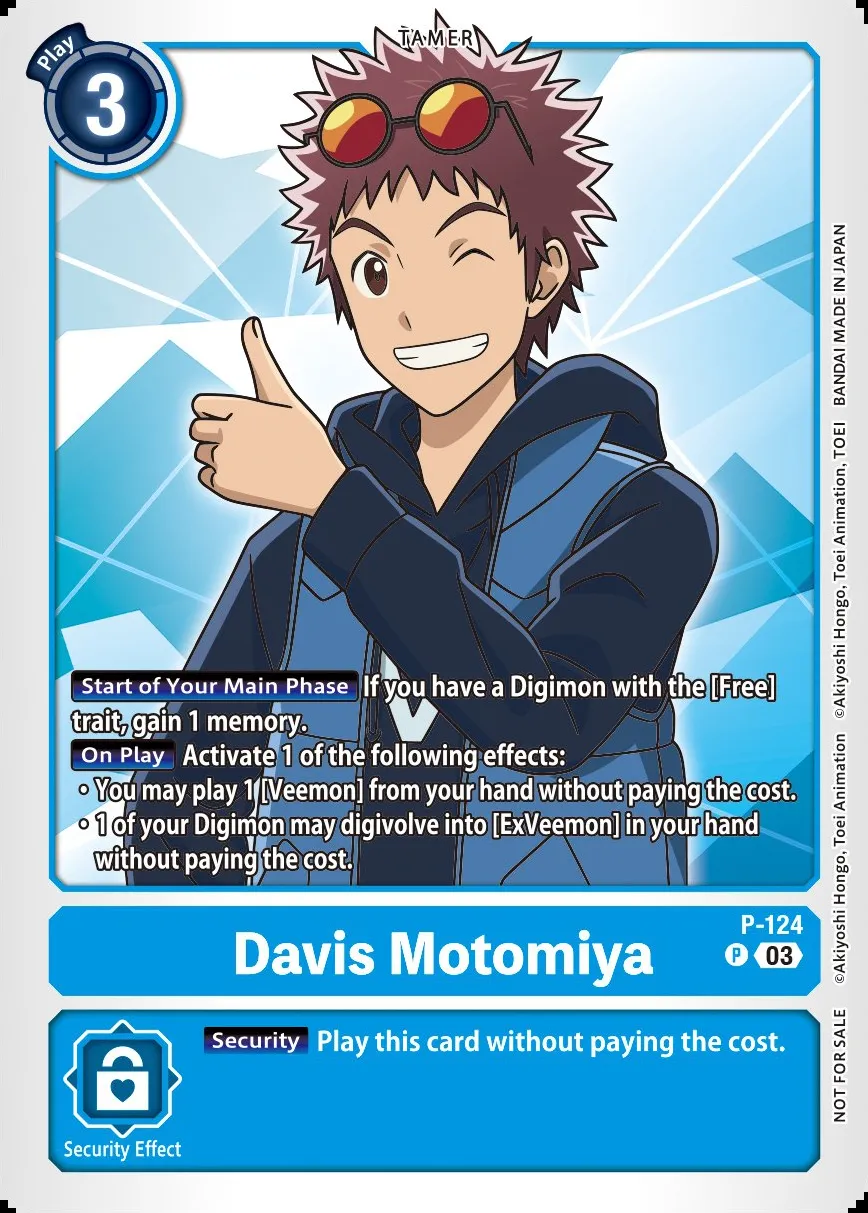 TAMER
Play
3
Start of Your Main Phase If you have a Digimon with the [Free]
trait, gain 1 memory.
On Play Activate 1 of the following effects:
・You may play 1 [Veemon] from your hand without paying the cost.
・1 of your Digimon may digivolve into [ExVeemon] in your hand
without paying the cost.
P-124
Davis Motomiya
P 03
Security Play this card without paying the cost.
Security Effect
©Akiyoshi Hongo, Toei Animation, TOEI BANDAI MADE IN JAPAN
NOT FOR SALE ©Akiyoshi Hongo, Toei Animation